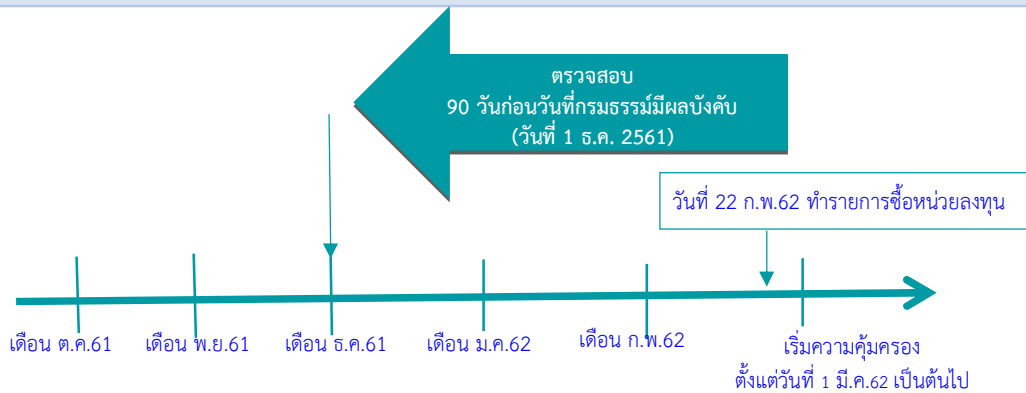 ตรวจสอบ
90 วันก่อนวันที่กรมธรรม์มีผลบังคับ
(วันที่ 1 ธ.ค. 2561)
วันที่ 22 ก.พ.62 ทำรายการซื้อหน่วยลงทุน
เดือน ต.ค.61 เดือน พ.ย.61 เดือน ธ.ค.61 เดือน ม.ค.62 เดือน ก.พ.62 เริ่มความคุ้มครอง
ตั้งแต่วันที่ 1 มี.ค.62 เป็นต้นไป